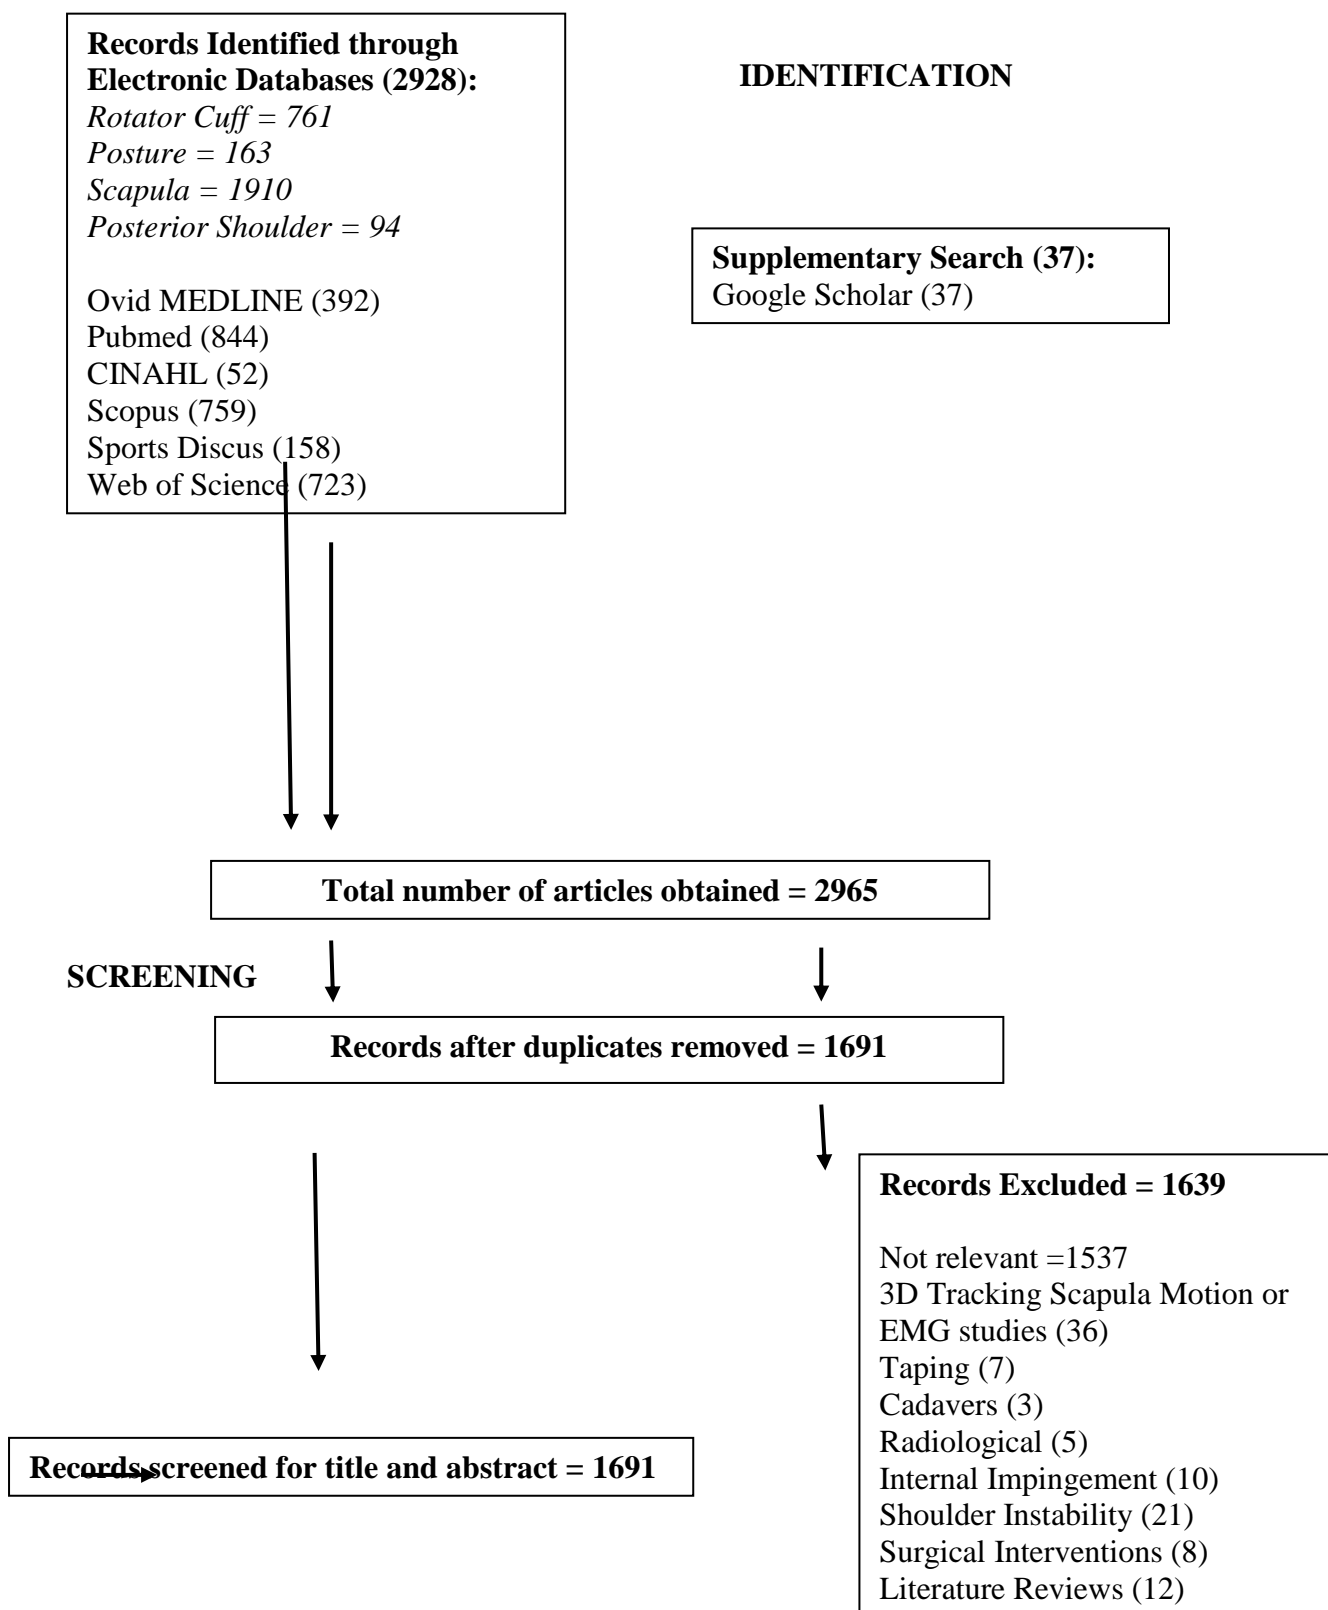 Records Identified through
Electronic Databases (2928):
Rotator Cuff = 761
Posture = 163
Scapula = 1910
Posterior Shoulder = 94
Ovid MEDLINE (392)
Pubmed (844)
CINAHL (52)
Scopus (759)
Sports Discus (158)
Web of Science (723)
IDENTIFICATION
Supplementary Search (37):
Google Scholar (37)
Total number of articles obtained = 2965
SCREENING
Records after duplicates removed = 1691
Records Excluded = 1639
Not relevant =1537
3D Tracking Scapula Motion or
EMG studies (36)
Taping (7)
Cadavers (3)
Radiological (5)
Internal Impingement (10)
Shoulder Instability (21)
Surgical Interventions (8)
Literature Reviews (12)
Records screened for title and abstract = 1691